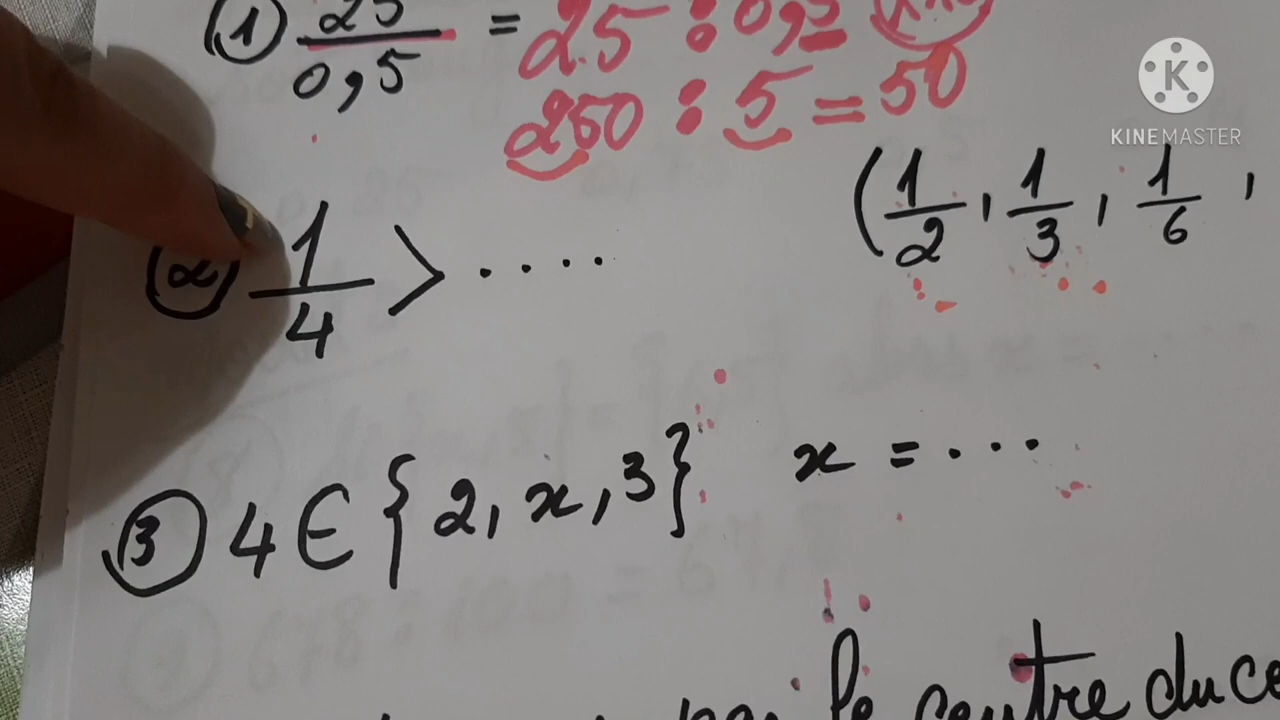 ① 25/0,5 = 25 : 0,5
250 : 5 = 50
KINEMASTER
② 1/4 > .... (1/2, 1/3, 1/6,
③ 4 ∈ {2, x, 3} x = ...
le centre du